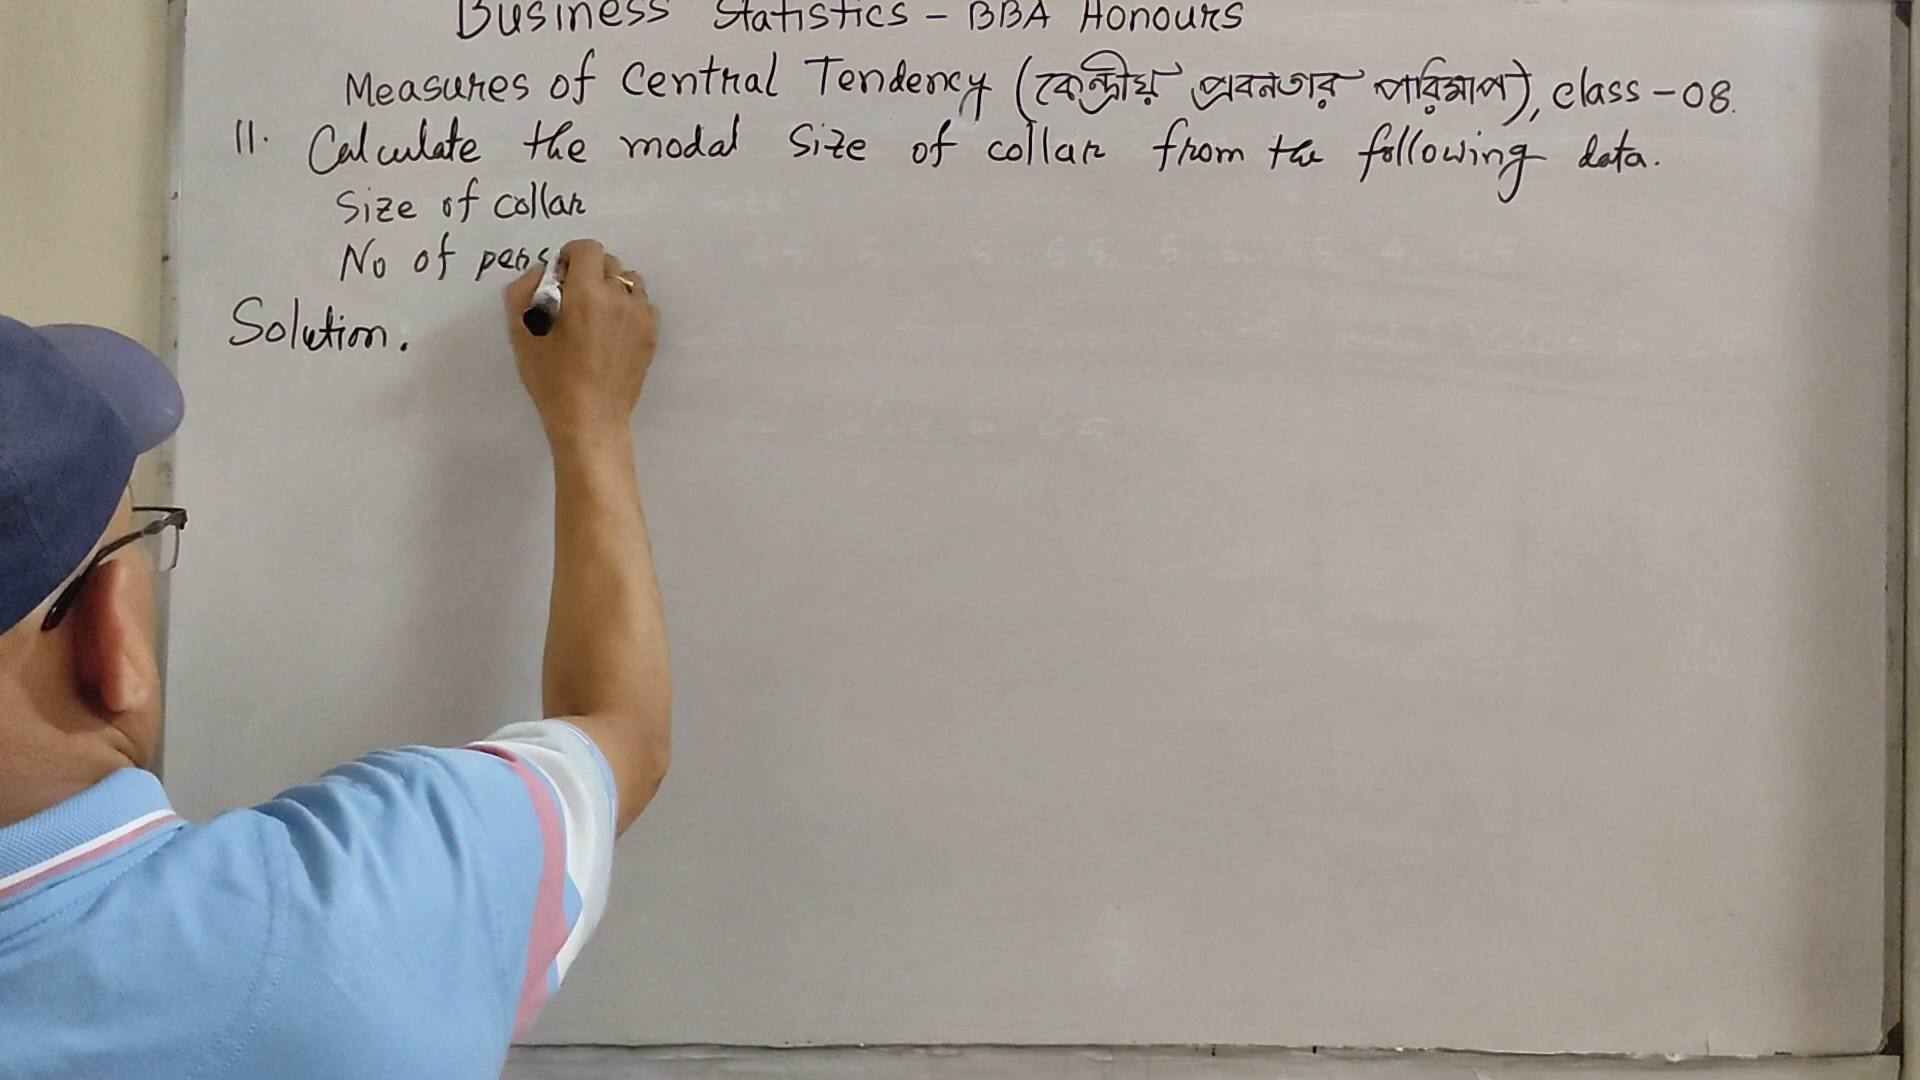 Business Statistics - BBA Honours
Measures of Central Tendency (কেন্দ্রীয় প্রবনতার পরিমাপ), class-08.
11. Calculate the modal size of collar from the following data.
Size of collar
No of pers
Solution.